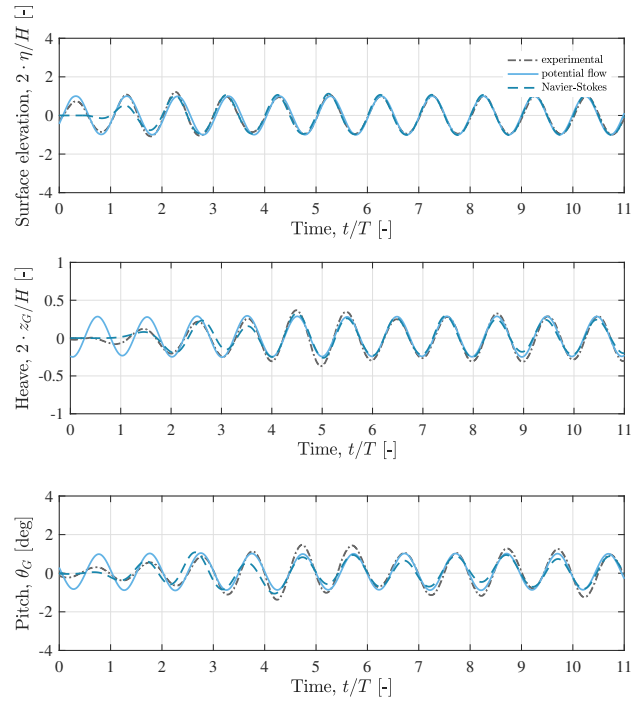 Surface elevation, 2 · η/H [-]
4
2
0
-2
-4
experimental
potential flow
Navier-Stokes
0 1 2 3 4 5 6 7 8 9 10 11
Time, t/T [-]
Heave, 2 · z_G/H [-]
1
0.5
0
-0.5
-1
0 1 2 3 4 5 6 7 8 9 10 11
Time, t/T [-]
Pitch, θ_G [deg]
4
2
0
-2
-4
0 1 2 3 4 5 6 7 8 9 10 11
Time, t/T [-]